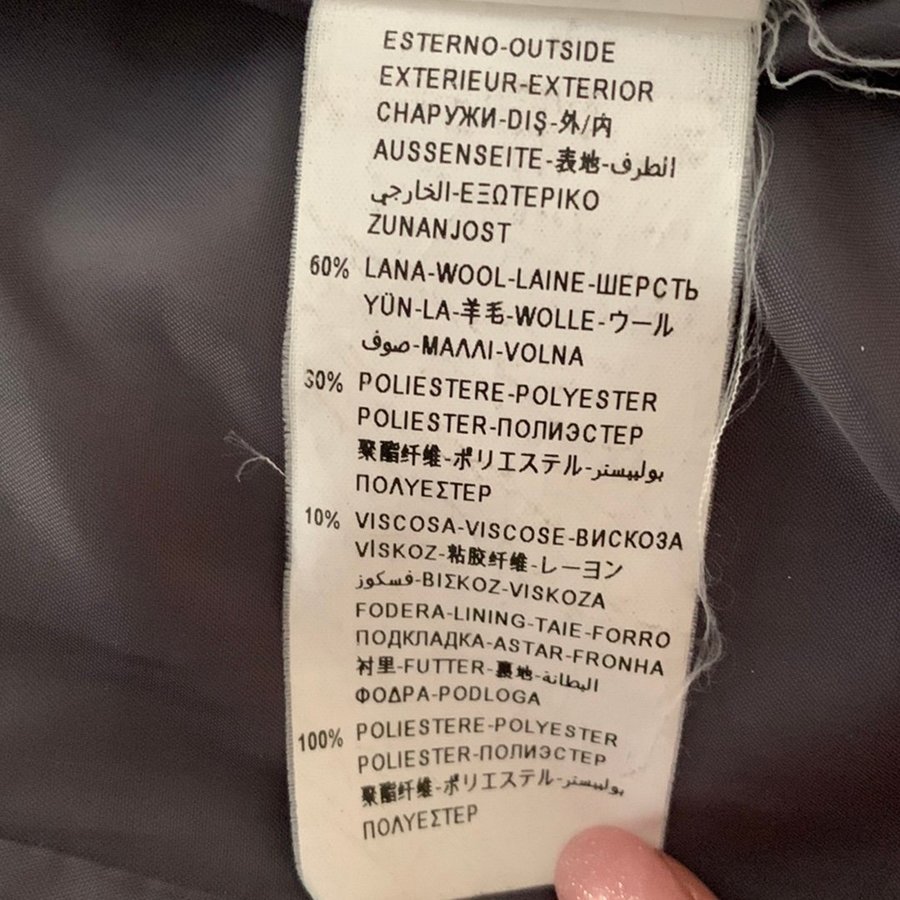 ESTERNO-OUTSIDE
EXTERIEUR-EXTERIOR
СНАРУЖИ-DIŞ-外/内
AUSSENSEITE-表地-الطرف
الخارجي-ΕΞΩΤΕΡΙΚΟ
ZUNANJOST
60% LANA-WOOL-LAINE-ШЕРСТЬ
YÜN-LA-羊毛-WOLLE-ウール
صوف-ΜΑΛΛΙ-VOLNA
30% POLIESTERE-POLYESTER
POLIESTER-ПОЛИЭСТЕР
聚酯纤维-ポリエステル-بولييستر
ΠΟΛΥΕΣΤΕΡ
10% VISCOSA-VISCOSE-ВИСКОЗА
VİSKOZ-粘胶纤维-レーヨン
فسكوز-ΒΙΣΚΟΖ-VISKOZA
FODERA-LINING-TAIE-FORRO
ПОДКЛАДКА-ASTAR-FRONHA
衬里-FUTTER-裏地-البطانة
ΦΟΔΡΑ-PODLOGA
100% POLIESTERE-POLYESTER
POLIESTER-ПОЛИЭСТЕР
聚酯纤维-ポリエステル-بولييستر
ΠΟΛΥΕΣΤΕΡ